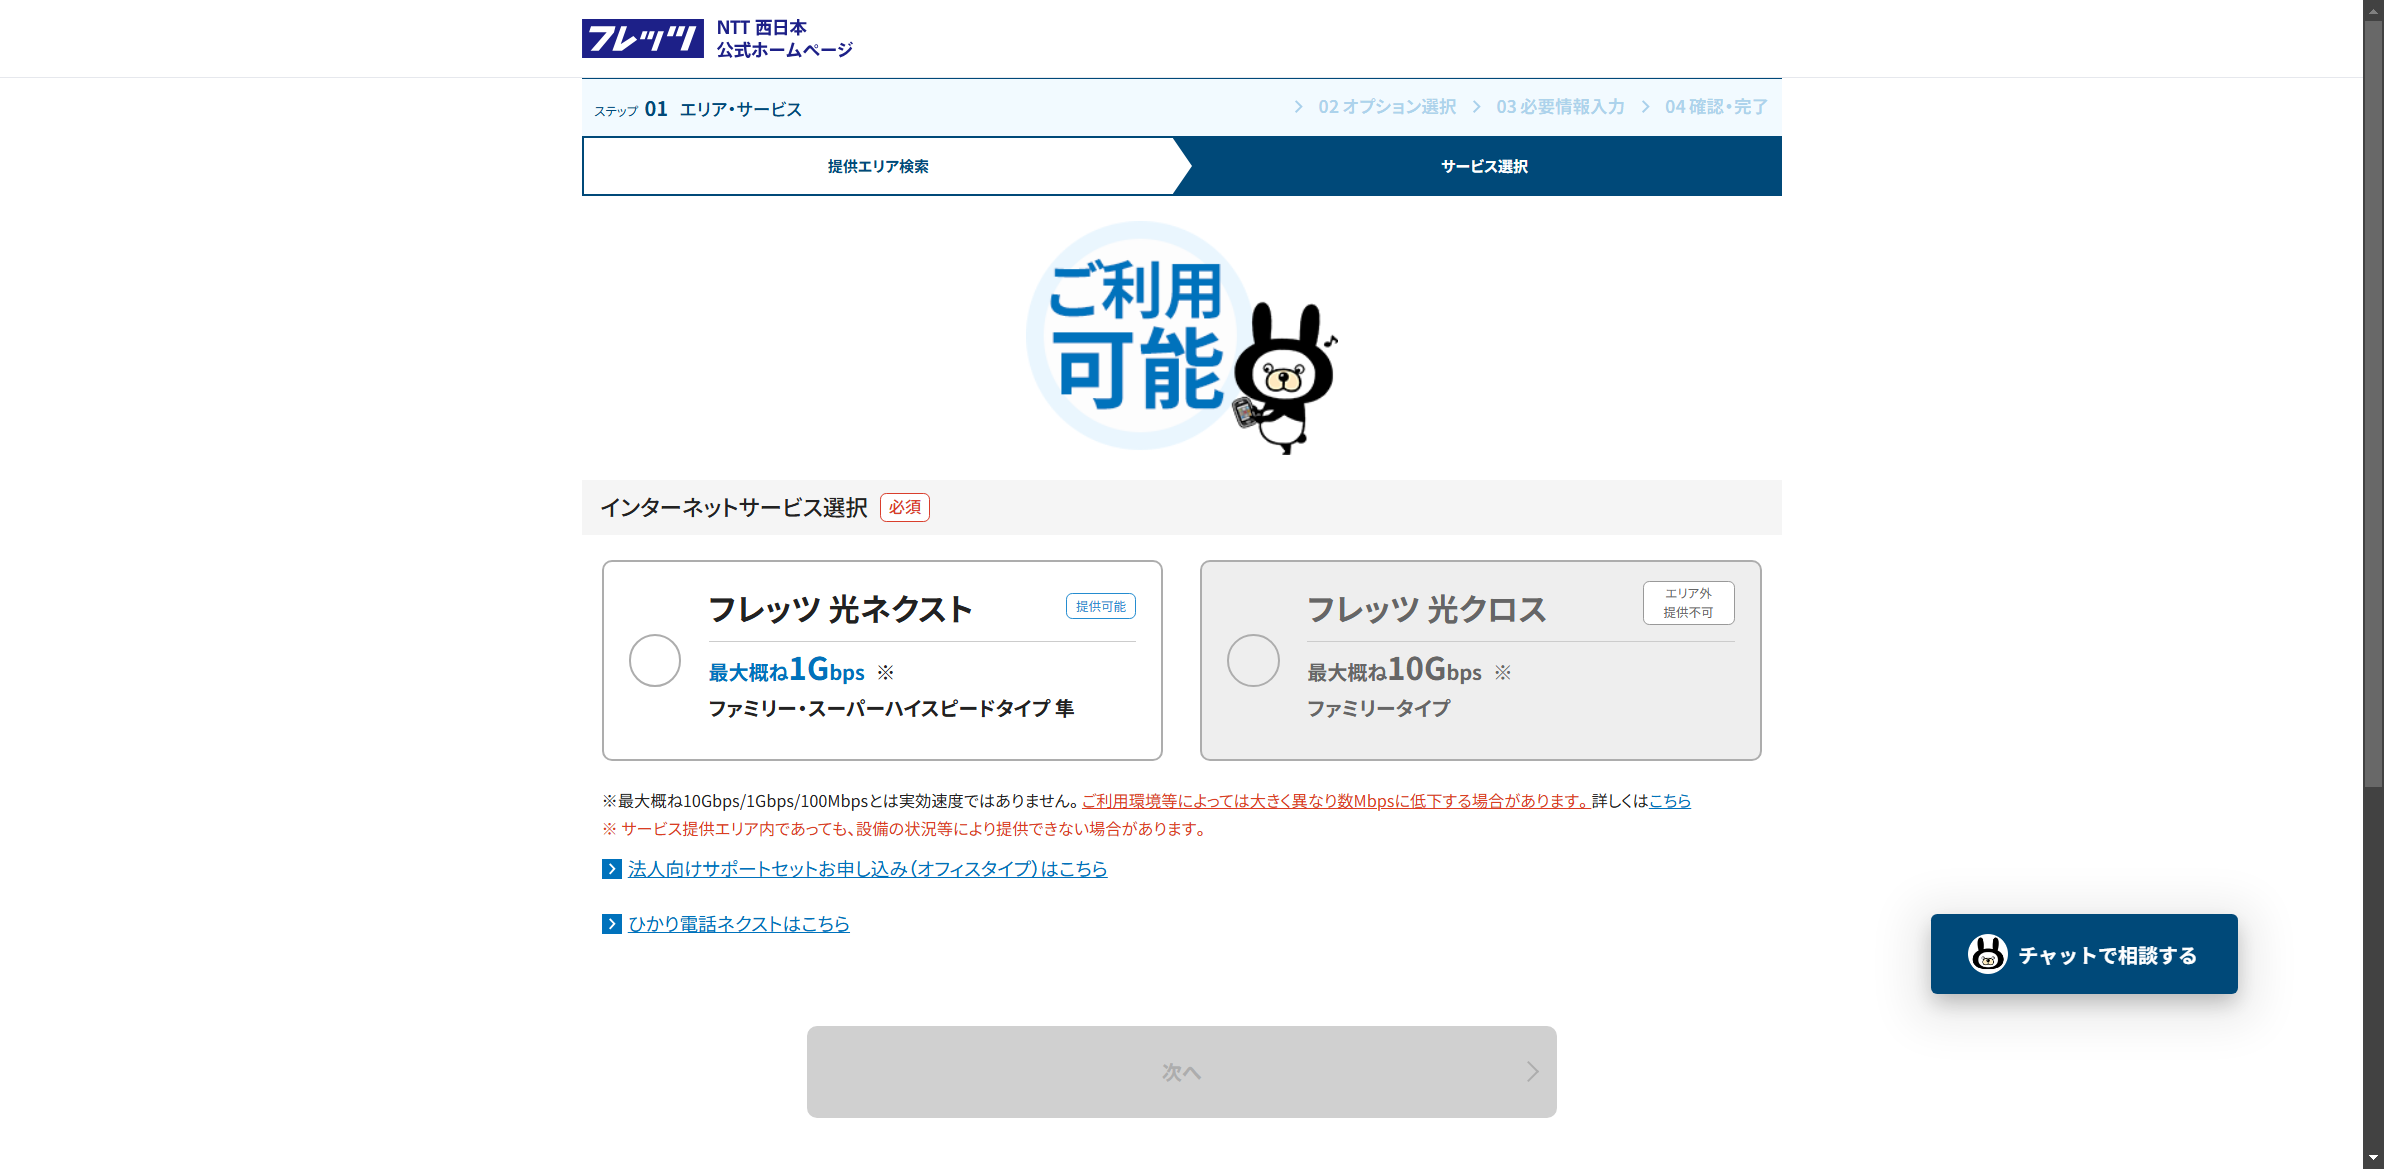 フレッツ
NTT 西日本
公式ホームページ
ステップ 01 エリア・サービス
02 オプション選択
03 必要情報入力
04 確認・完了
提供エリア検索
サービス選択
ご利用
可能
インターネットサービス選択 必須
フレッツ 光ネクスト
提供可能
最大概ね1Gbps ※
ファミリー・スーパーハイスピードタイプ 隼
フレッツ 光クロス
エリア外
提供不可
最大概ね10Gbps ※
ファミリータイプ
※最大概ね10Gbps/1Gbps/100Mbpsとは実効速度ではありません。ご利用環境等によっては大きく異なり数Mbpsに低下する場合があります。詳しくはこちら
※ サービス提供エリア内であっても、設備の状況等により提供できない場合があります。
法人向けサポートセットお申し込み（オフィスタイプ）はこちら
ひかり電話ネクストはこちら
チャットで相談する
次へ